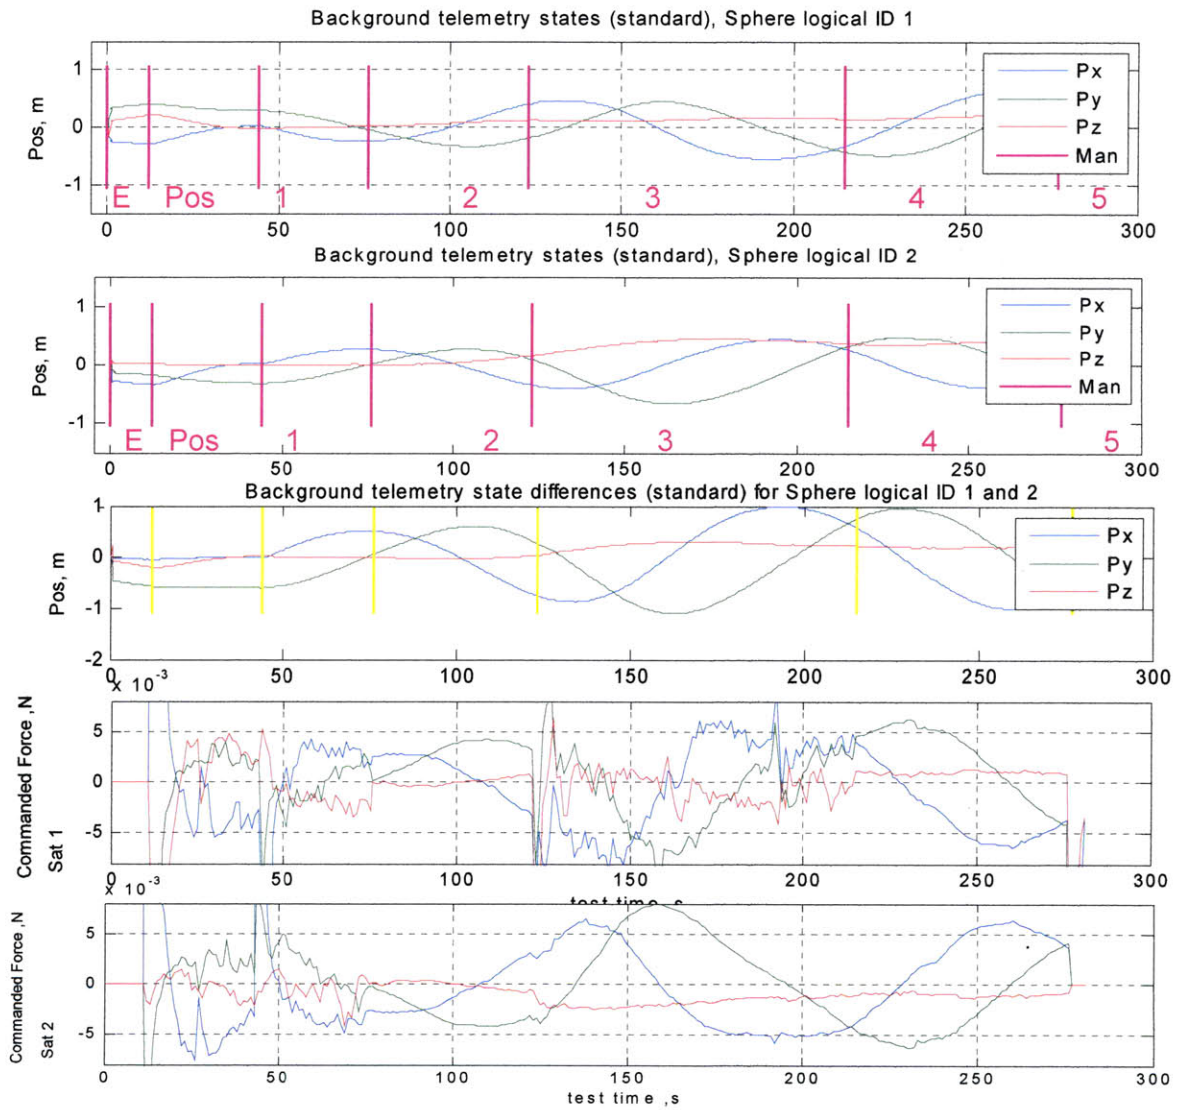 Background telemetry states (standard), Sphere logical ID 1
1
0
-1
Pos, m
Px
Py
Pz
Man
E Pos 1 2 3 4 5
0 50 100 150 200 250 300
Background telemetry states (standard), Sphere logical ID 2
1
0
-1
Pos, m
Px
Py
Pz
Man
E Pos 1 2 3 4 5
0 50 100 150 200 250 300
Background telemetry state differences (standard) for Sphere logical ID 1 and 2
1
0
-1
-2
Pos, m
Px
Py
Pz
0 50 100 150 200 250 300
x 10-3
5
0
-5
Commanded Force ,N
Sat 1
0 50 100 150 200 250 300
test time, s
x 10-3
5
0
-5
Commanded Force ,N
Sat 2
0 50 100 150 200 250 300
test time ,s